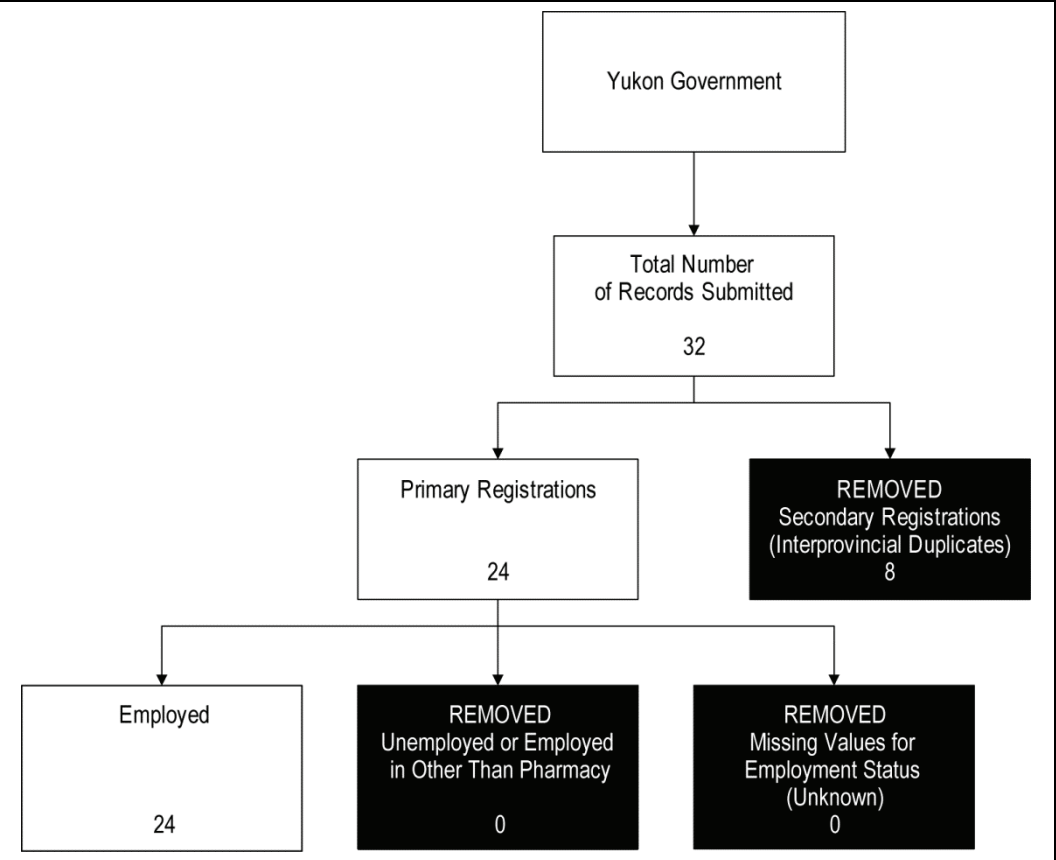 Yukon Government
Total Number
of Records Submitted
32
Primary Registrations
24
REMOVED
Secondary Registrations
(Interprovincial Duplicates)
8
Employed
24
REMOVED
Unemployed or Employed
in Other Than Pharmacy
0
REMOVED
Missing Values for
Employment Status
(Unknown)
0